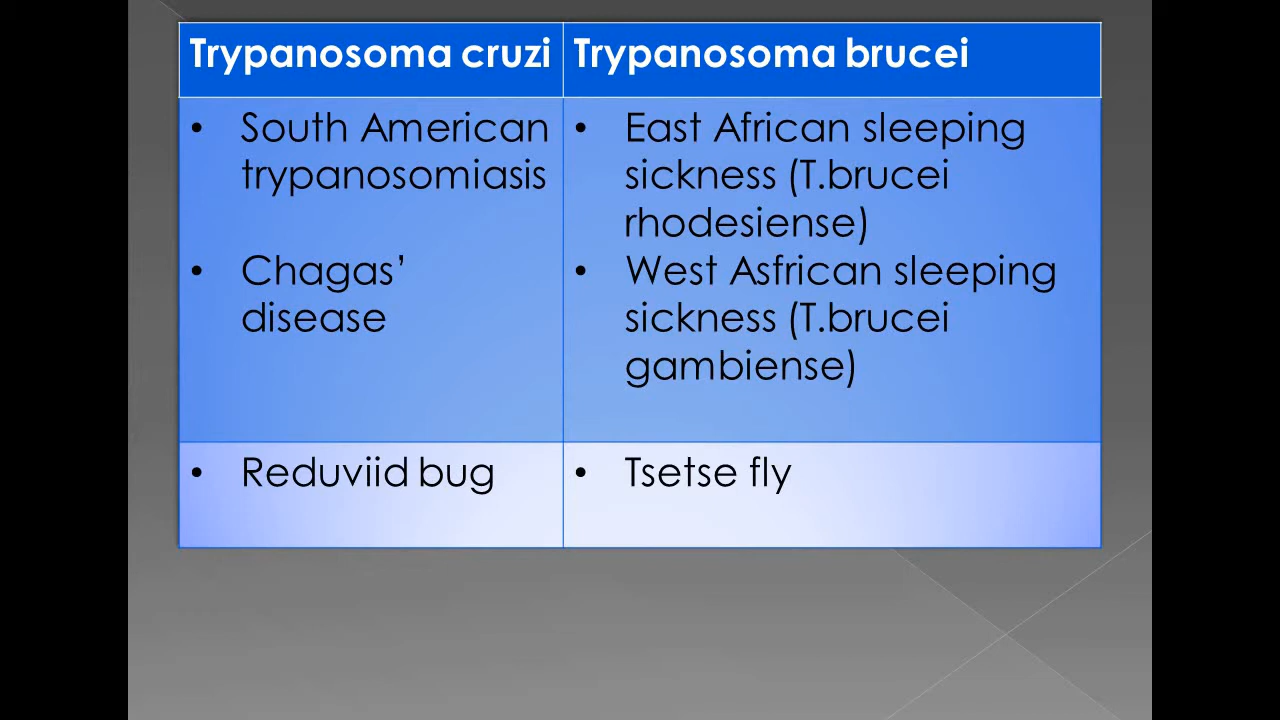 Trypanosoma cruzi
Trypanosoma brucei
• South American
trypanosomiasis
• Chagas’
disease
• East African sleeping
sickness (T.brucei
rhodesiense)
• West Asfrican sleeping
sickness (T.brucei
gambiense)
• Reduviid bug
• Tsetse fly